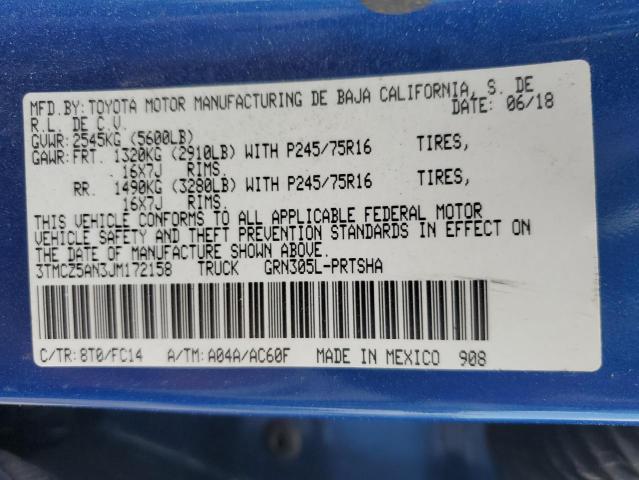 MFD.BY: TOYOTA MOTOR MANUFACTURING DE BAJA CALIFORNIA, S. DE
R.L. DE C.V. DATE: 06/18
GVWR: 2545KG (5600LB)
GAWR: FRT. 1320KG (2910LB) WITH P245/75R16 TIRES,
16X7J RIMS.
RR. 1490KG (3280LB) WITH P245/75R16 TIRES,
16X7J RIMS.
THIS VEHICLE CONFORMS TO ALL APPLICABLE FEDERAL MOTOR
VEHICLE SAFETY AND THEFT PREVENTION STANDARDS IN EFFECT ON
THE DATE OF MANUFACTURE SHOWN ABOVE.
3TMCZ5AN3JM172158 TRUCK GRN305L-PRTSHA
C/TR: 8T0/FC14 A/TM: A04A/AC60F MADE IN MEXICO 908